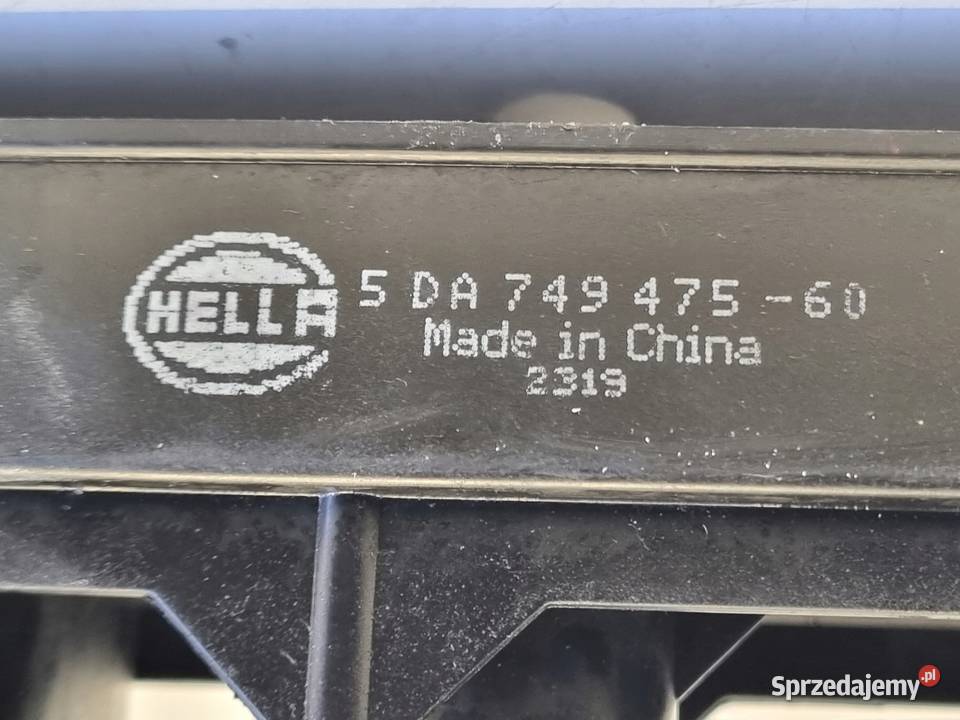 HELLA
5 DA 749 475-60
Made in China
2319
Sprzedajemy.pl